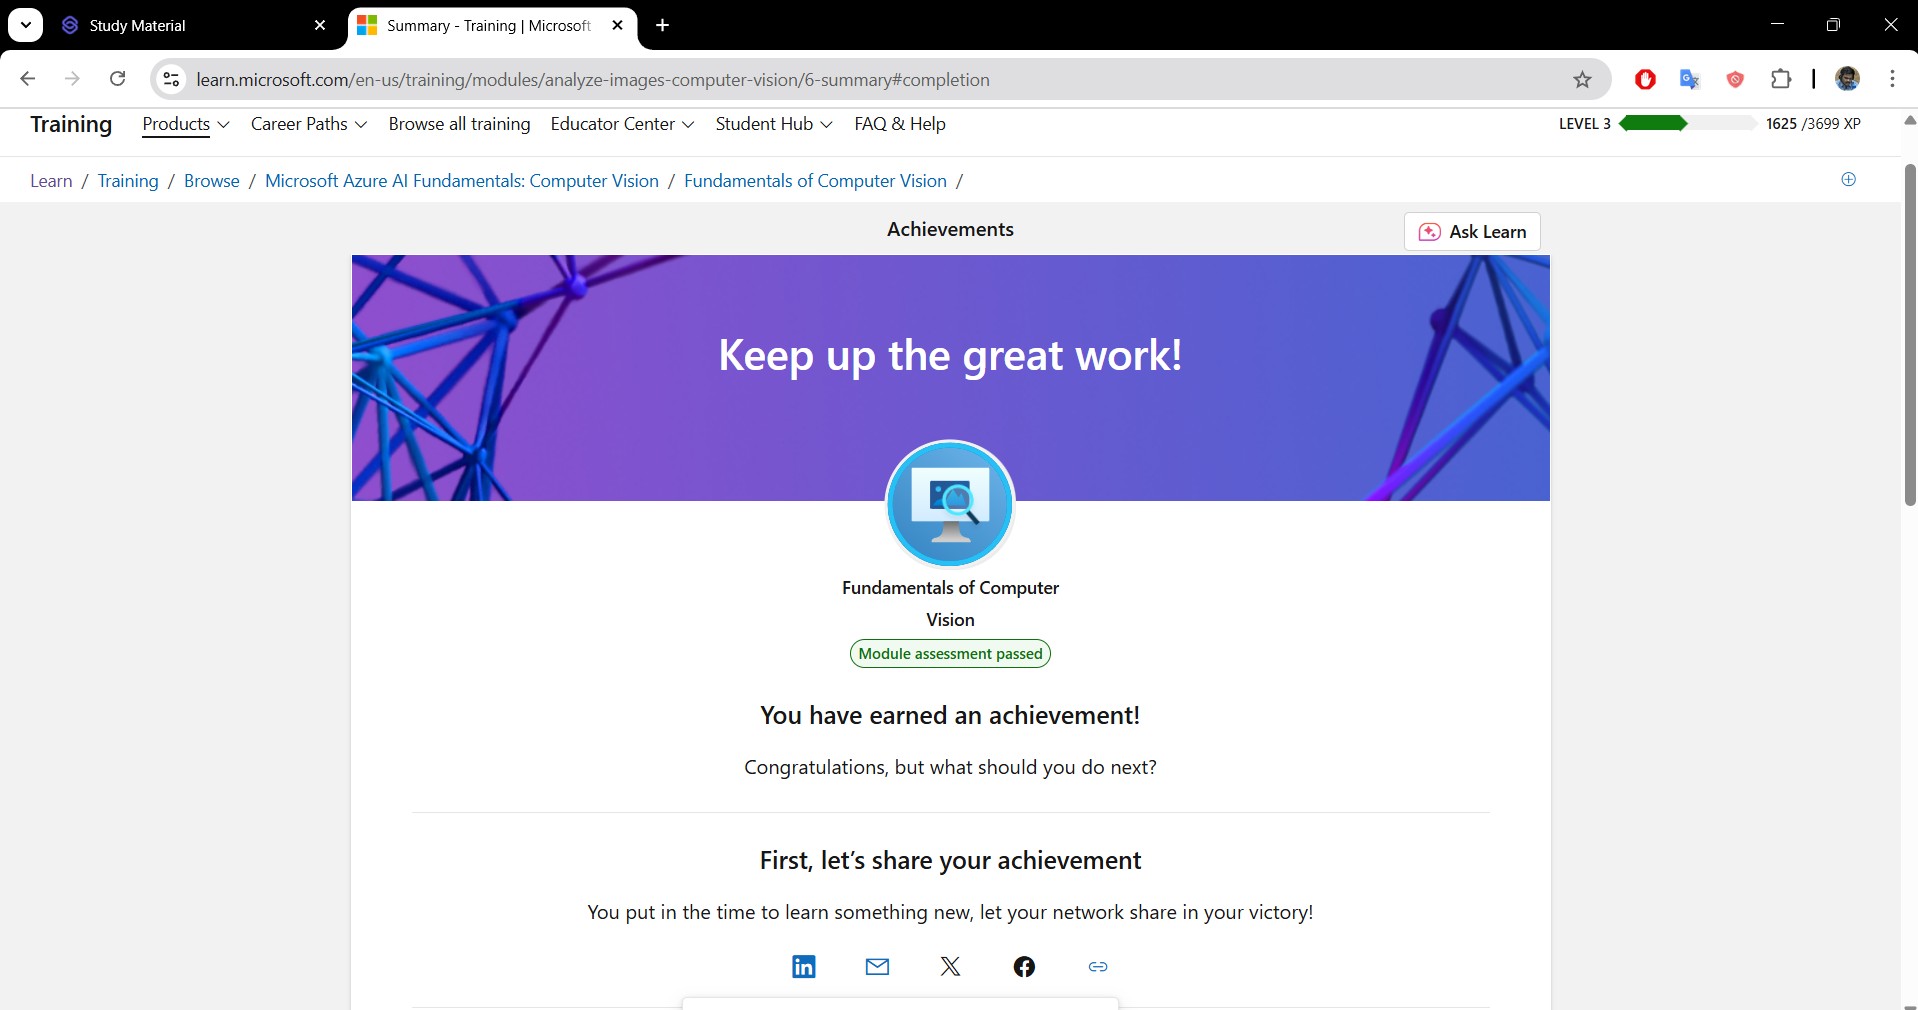 Study Material
Summary - Training | Microsoft
learn.microsoft.com/en-us/training/modules/analyze-images-computer-vision/6-summary#completion
Training Products Career Paths Browse all training Educator Center Student Hub FAQ & Help LEVEL 3 1625 /3699 XP
Learn / Training / Browse / Microsoft Azure AI Fundamentals: Computer Vision / Fundamentals of Computer Vision /
Achievements
Ask Learn
Keep up the great work!
Fundamentals of Computer
Vision
Module assessment passed
You have earned an achievement!
Congratulations, but what should you do next?
First, let’s share your achievement
You put in the time to learn something new, let your network share in your victory!